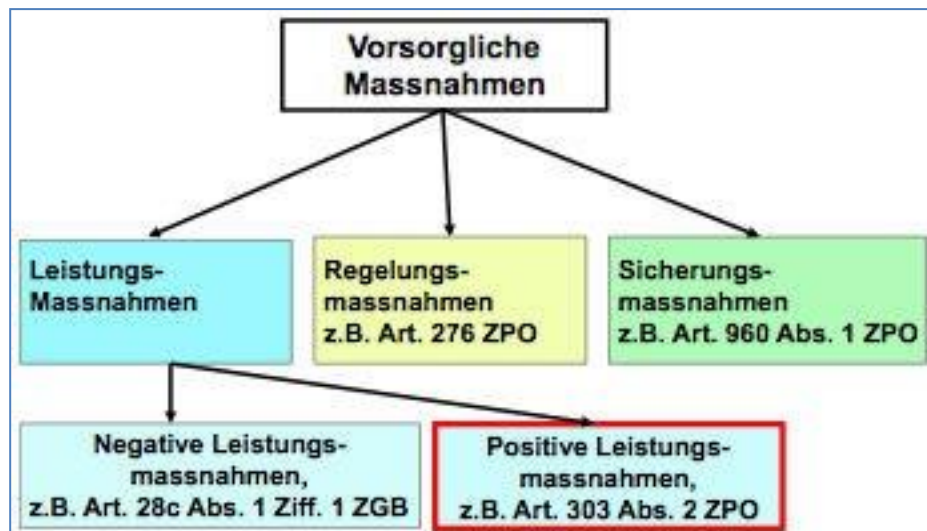 Vorsorgliche
Massnahmen
Leistungs-
Massnahmen
Regelungs-
massnahmen
z.B. Art. 276 ZPO
Sicherungs-
massnahmen
z.B. Art. 960 Abs. 1 ZPO
Negative Leistungs-
massnahmen,
z.B. Art. 28c Abs. 1 Ziff. 1 ZGB
Positive Leistungs-
massnahmen,
z.B. Art. 303 Abs. 2 ZPO